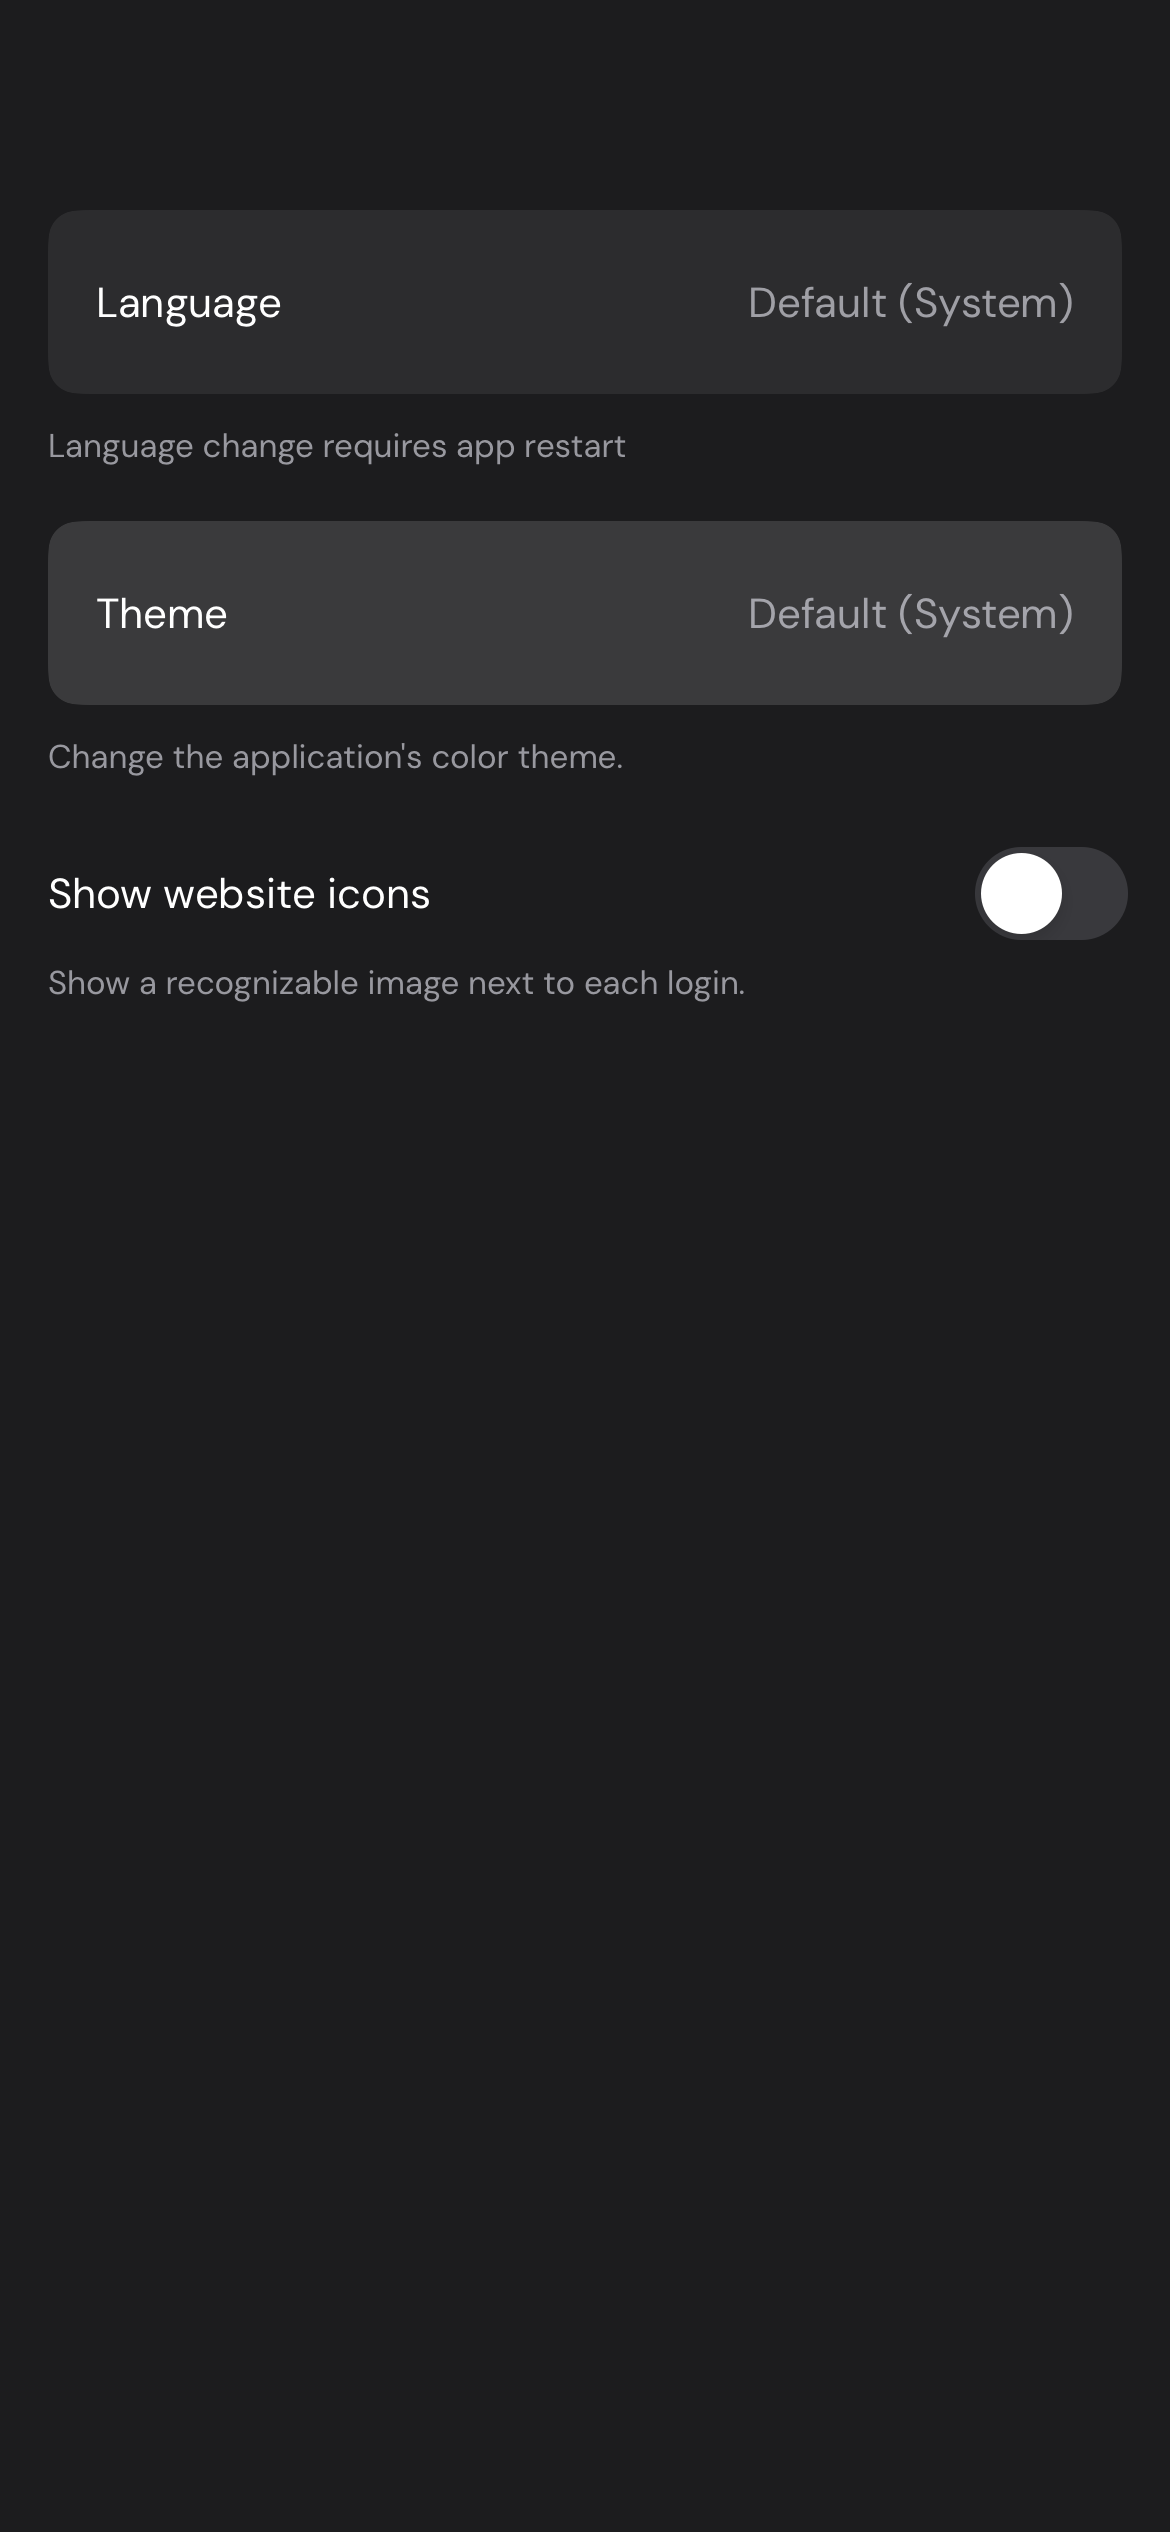 Language Default (System)
Language change requires app restart
Theme Default (System)
Change the application's color theme.
Show website icons
Show a recognizable image next to each login.